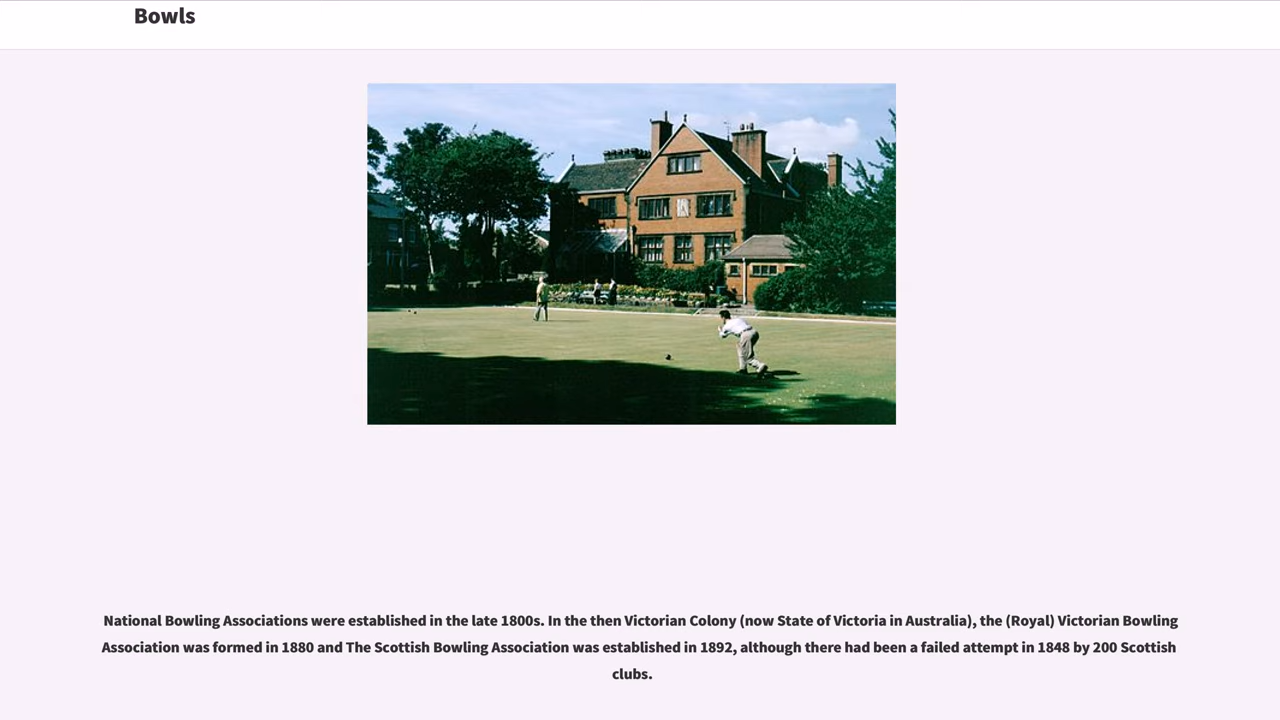 Bowls
National Bowling Associations were established in the late 1800s. In the then Victorian Colony (now State of Victoria in Australia), the (Royal) Victorian Bowling
Association was formed in 1880 and The Scottish Bowling Association was established in 1892, although there had been a failed attempt in 1848 by 200 Scottish
clubs.